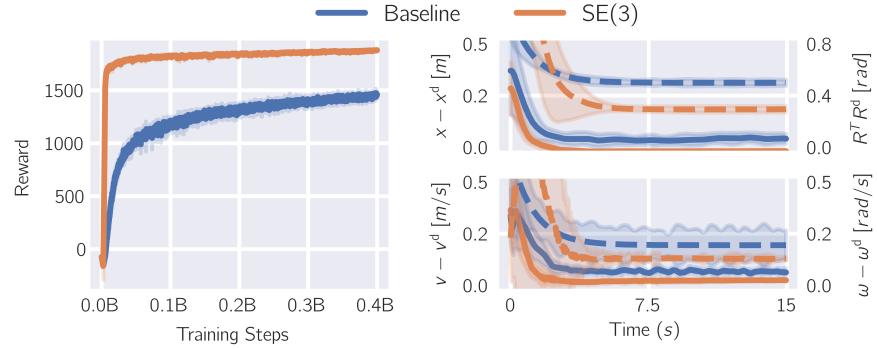 Baseline SE(3)
Reward
1500
1000
500
0
0.0B 0.1B 0.2B 0.3B 0.4B
Training Steps
x − x^d [m]
0.5
0.2
0.0
0.8
0.4
0.0
R^T R^d [rad]
v − v^d [m/s]
0.5
0.2
0.0
0.5
0.2
0.0
ω − ω^d [rad/s]
0 7.5 15
Time (s)